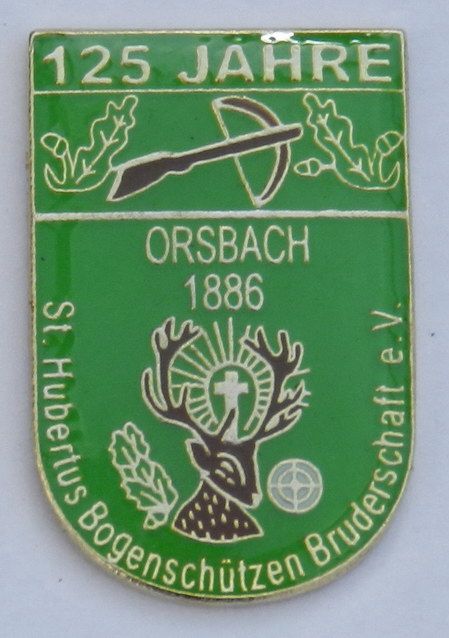 125 JAHRE
ORSBACH
1886
St. Hubertus Bogenschützen Bruderschaft e.V.